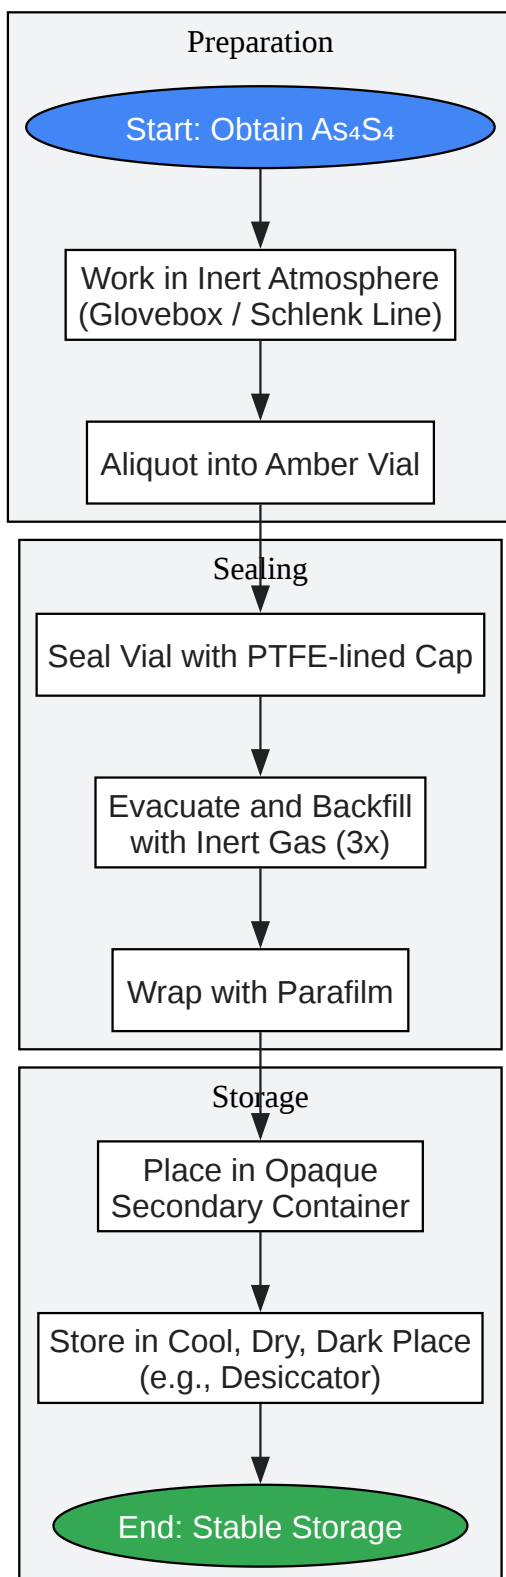 Preparation
Start: Obtain As₄S₄
Work in Inert Atmosphere
(Glovebox / Schlenk Line)
Aliquot into Amber Vial
Sealing
Seal Vial with PTFE-lined Cap
Evacuate and Backfill
with Inert Gas (3x)
Wrap with Parafilm
Storage
Place in Opaque
Secondary Container
Store in Cool, Dry, Dark Place
(e.g., Desiccator)
End: Stable Storage